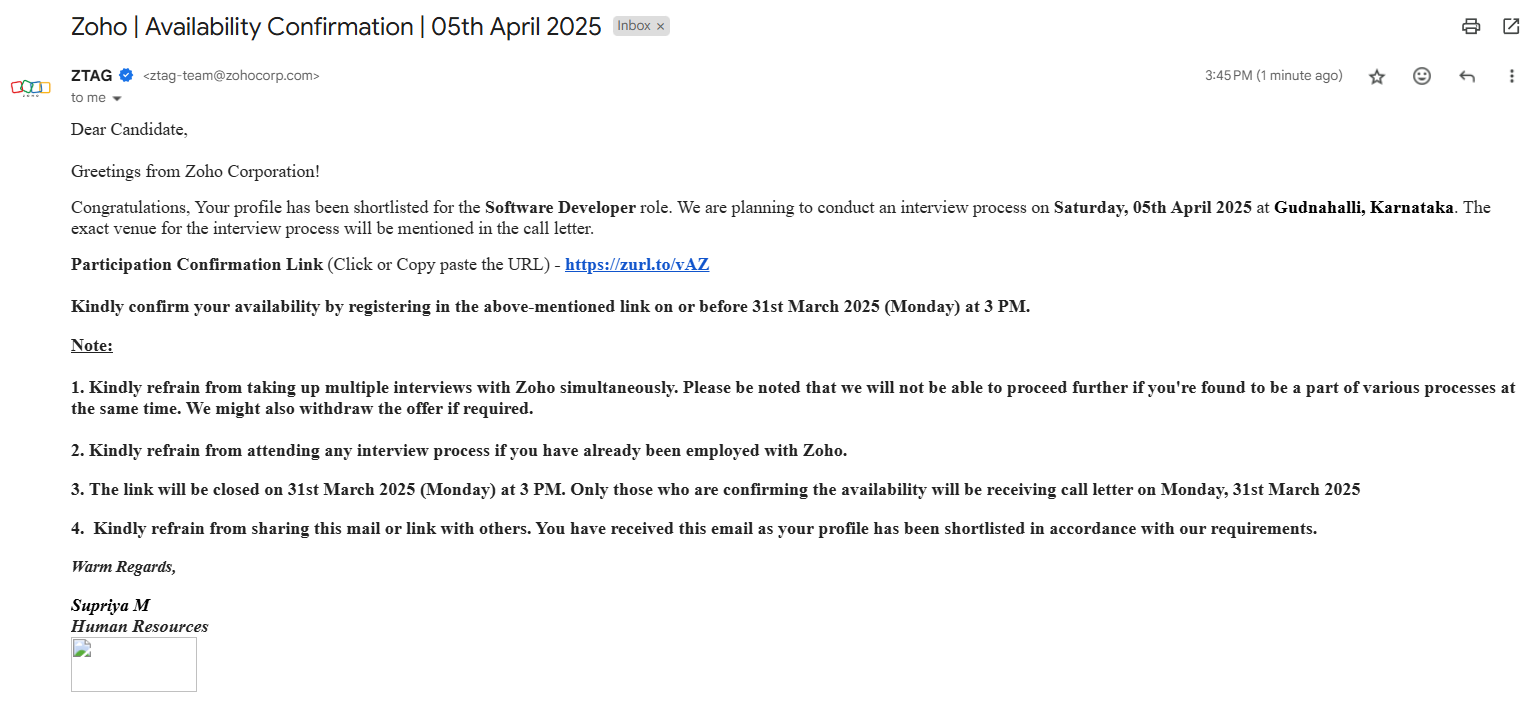 Zoho | Availability Confirmation | 05th April 2025 Inbox ×
ZTAG <ztag-team@zohocorp.com> 3:45 PM (1 minute ago)
to me
Dear Candidate,
Greetings from Zoho Corporation!
Congratulations, Your profile has been shortlisted for the Software Developer role. We are planning to conduct an interview process on Saturday, 05th April 2025 at Gudnahalli, Karnataka. The
exact venue for the interview process will be mentioned in the call letter.
Participation Confirmation Link (Click or Copy paste the URL) - https://zurl.to/vAZ
Kindly confirm your availability by registering in the above-mentioned link on or before 31st March 2025 (Monday) at 3 PM.
Note:
1. Kindly refrain from taking up multiple interviews with Zoho simultaneously. Please be noted that we will not be able to proceed further if you're found to be a part of various processes at
the same time. We might also withdraw the offer if required.
2. Kindly refrain from attending any interview process if you have already been employed with Zoho.
3. The link will be closed on 31st March 2025 (Monday) at 3 PM. Only those who are confirming the availability will be receiving call letter on Monday, 31st March 2025
4. Kindly refrain from sharing this mail or link with others. You have received this email as your profile has been shortlisted in accordance with our requirements.
Warm Regards,
Supriya M
Human Resources